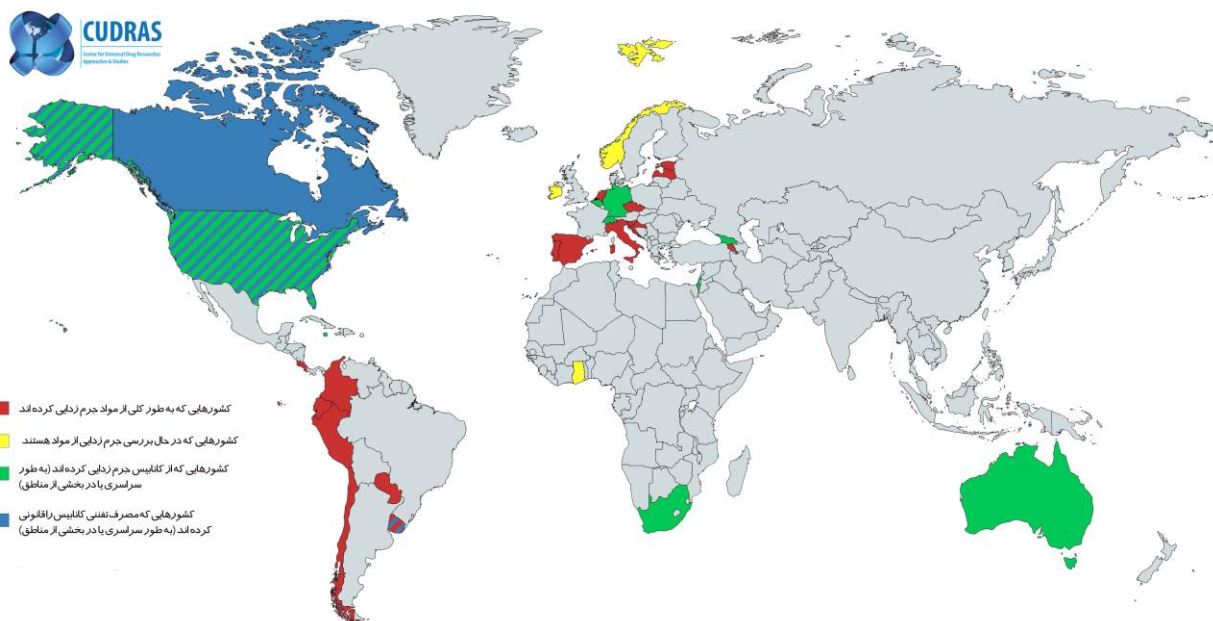 CUDRAS
Center for Universal Drug Researches
Approaches & Studies
کشورهایی که به طور کلی از مواد جرم زدایی کرده اند
کشورهایی که در حال بررسی جرم زدایی از مواد هستند
کشورهایی که از کانابیس جرم زدایی کرده اند (به طور
سراسری یا در بخشی از مناطق)
کشورهایی که مصرف تفننی کانابیس را قانونی
کرده اند (به طور سراسری یا در بخشی از مناطق)